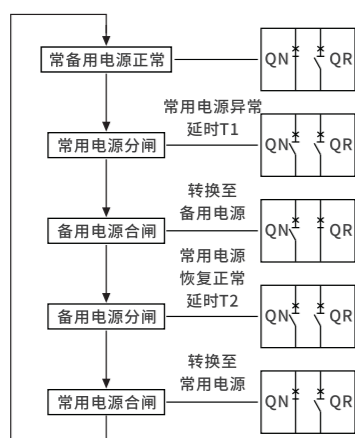 常备用电源正常
QN QR
常用电源异常
延时T1
常用电源分闸
QN QR
转换至
备用电源
备用电源合闸
QN QR
常用电源
恢复正常
延时T2
备用电源分闸
QN QR
转换至
常用电源
常用电源合闸
QN QR